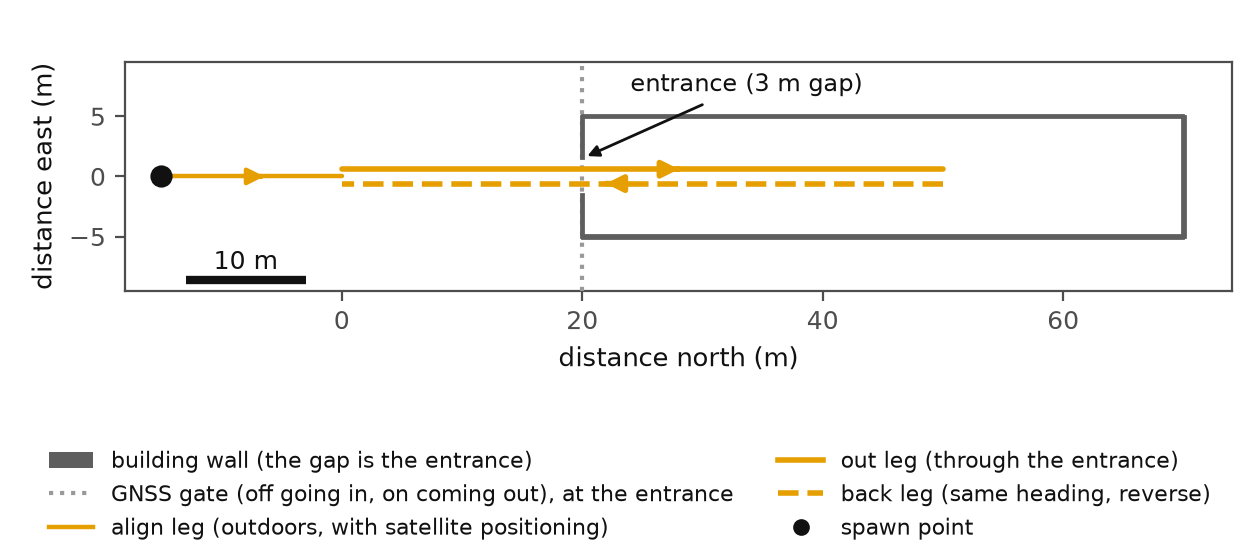 entrance (3 m gap)
distance east (m)
5
0
−5
10 m
0
20
40
60
distance north (m)
building wall (the gap is the entrance)
GNSS gate (off going in, on coming out), at the entrance
align leg (outdoors, with satellite positioning)
out leg (through the entrance)
back leg (same heading, reverse)
spawn point